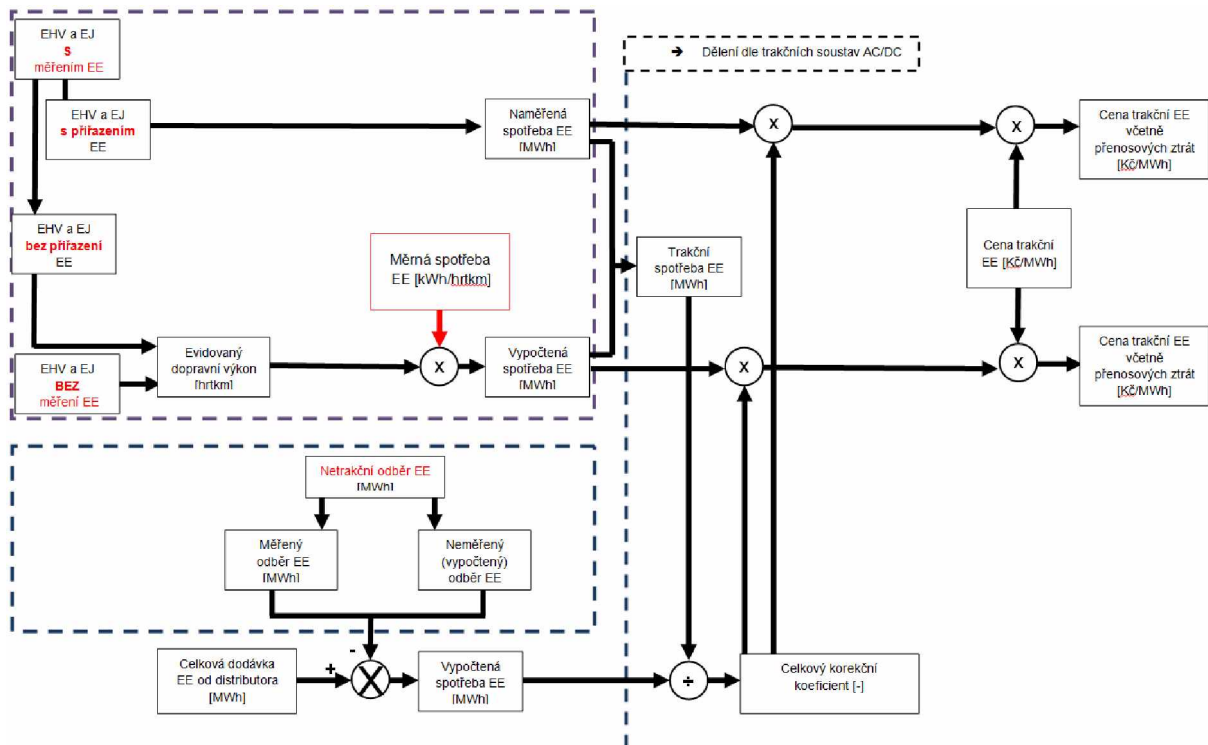 EHV a EJ
S
měřením EE
➔ Dělení dle trakčních soustav AC/DC
EHV a EJ
s přiřazením
EE
Naměřená
spotřeba EE
[MWh]
X
X
Cena trakční EE
včetně
přenosových ztrát
[Kč/MWh]
EHV a EJ
bez přiřazení
EE
Měrná spotřeba
EE [kWh/hrtkm]
Trakční
spotřeba EE
[MWh]
Cena trakční
EE [Kč/MWh]
EHV a EJ
BEZ
měření EE
Evidovaný
dopravní výkon
[hrtkm]
X
Vypočtená
spotřeba EE
[MWh]
X
X
Cena trakční EE
včetně
přenosových ztrát
[Kč/MWh]
Netrakční odběr EE
[MWh]
Měřený
odběr EE
[MWh]
Neměřený
(vypočtený)
odběr EE
-
+
Celková dodávka
EE od distributora
[MWh]
X
Vypočtená
spotřeba EE
[MWh]
÷
Celkový korekční
koeficient [-]